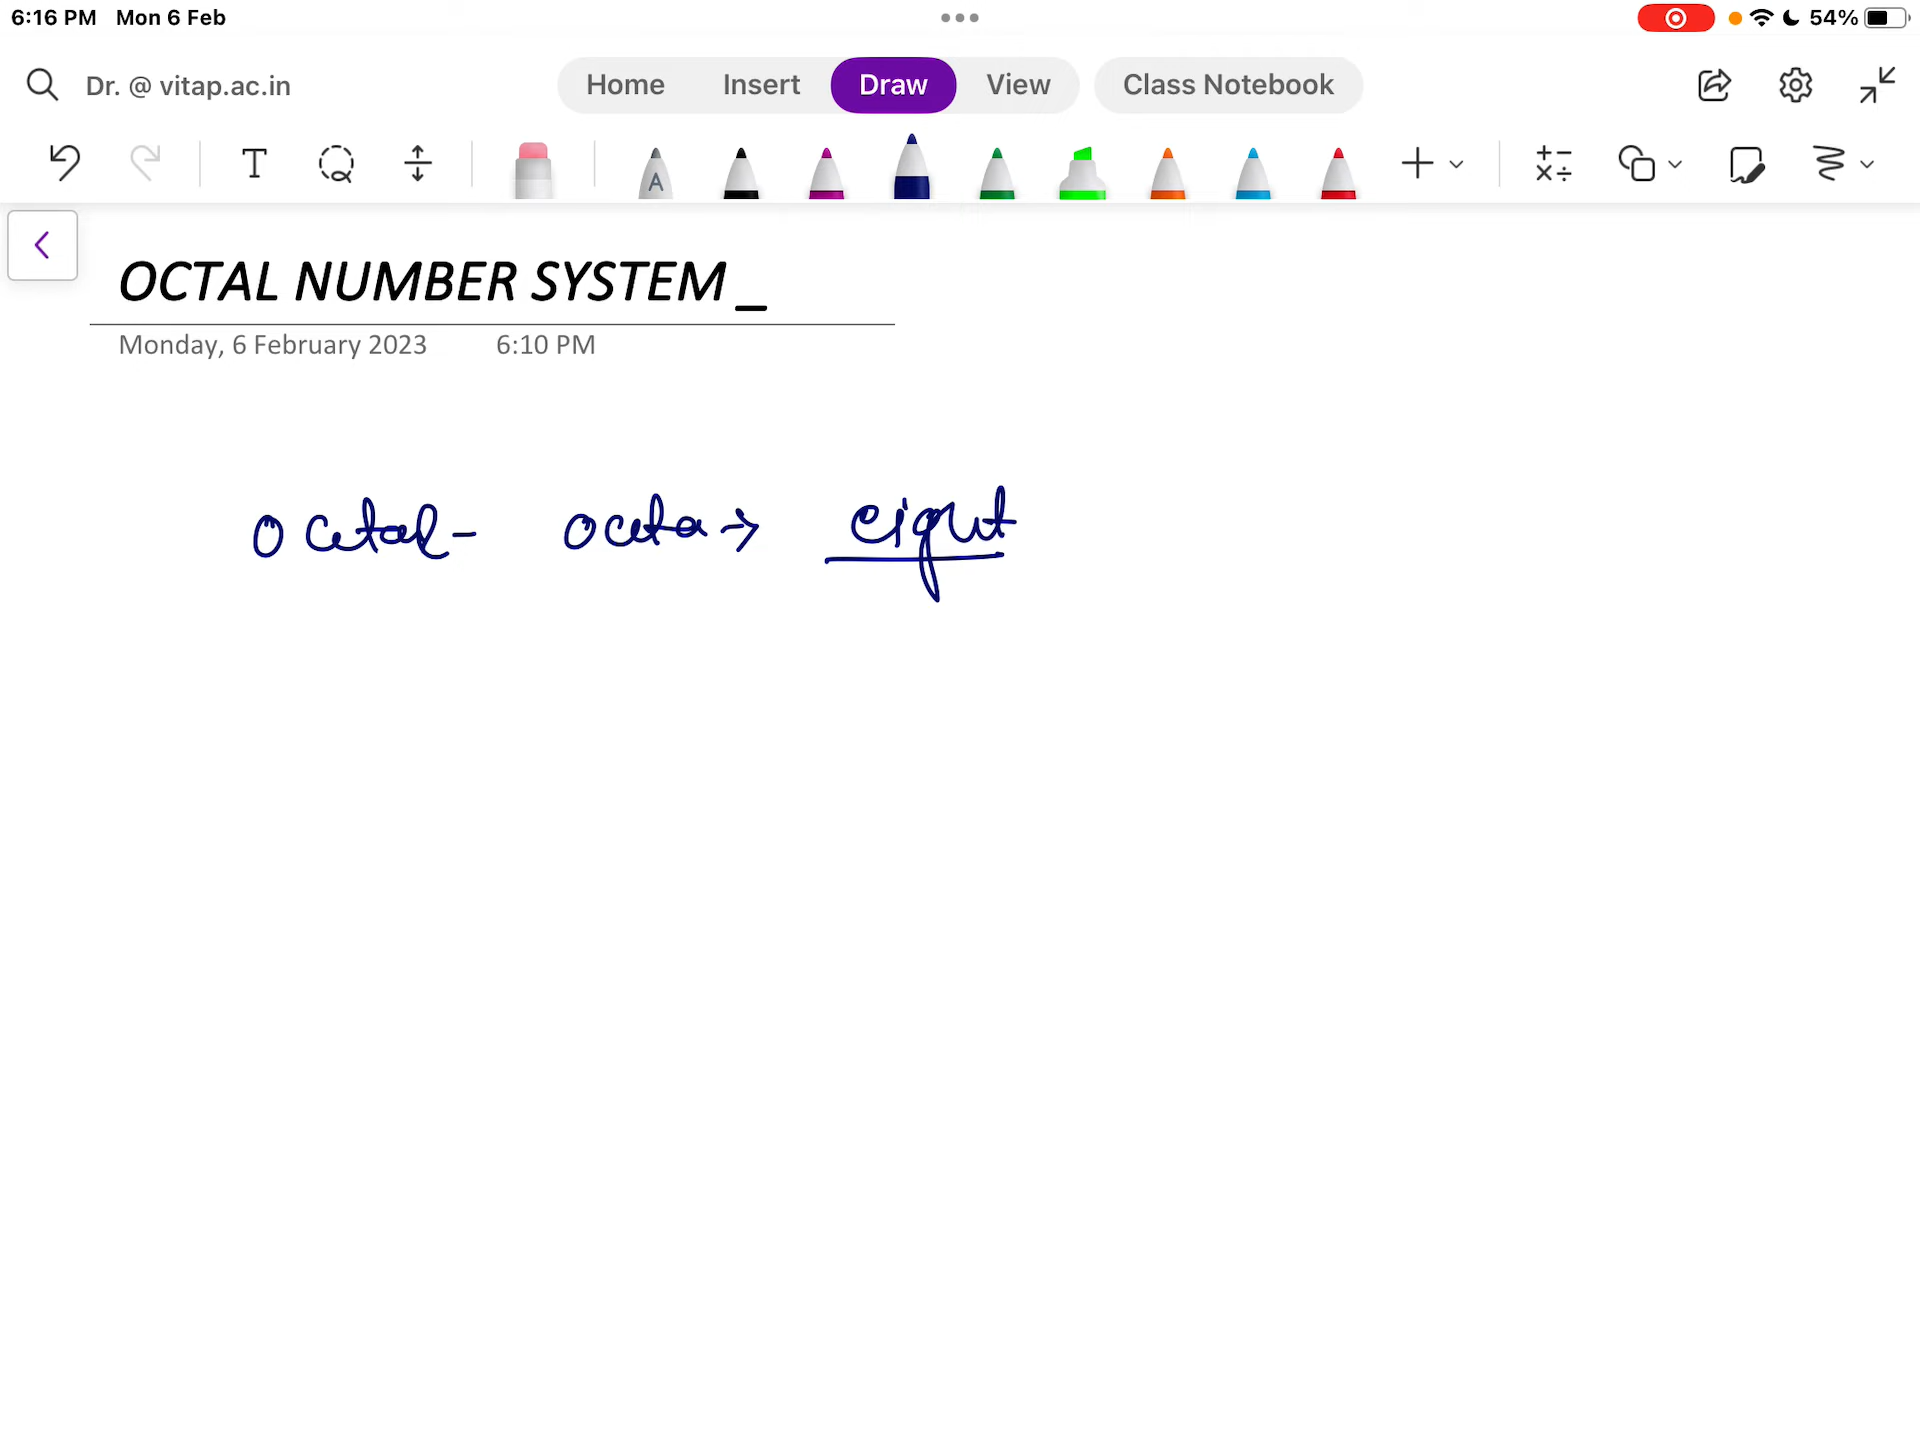 6:16 PM Mon 6 Feb
54%
Dr. @ vitap.ac.in
Home Insert Draw View Class Notebook
T A
OCTAL NUMBER SYSTEM _
Monday, 6 February 2023 6:10 PM
octal - octa → eight